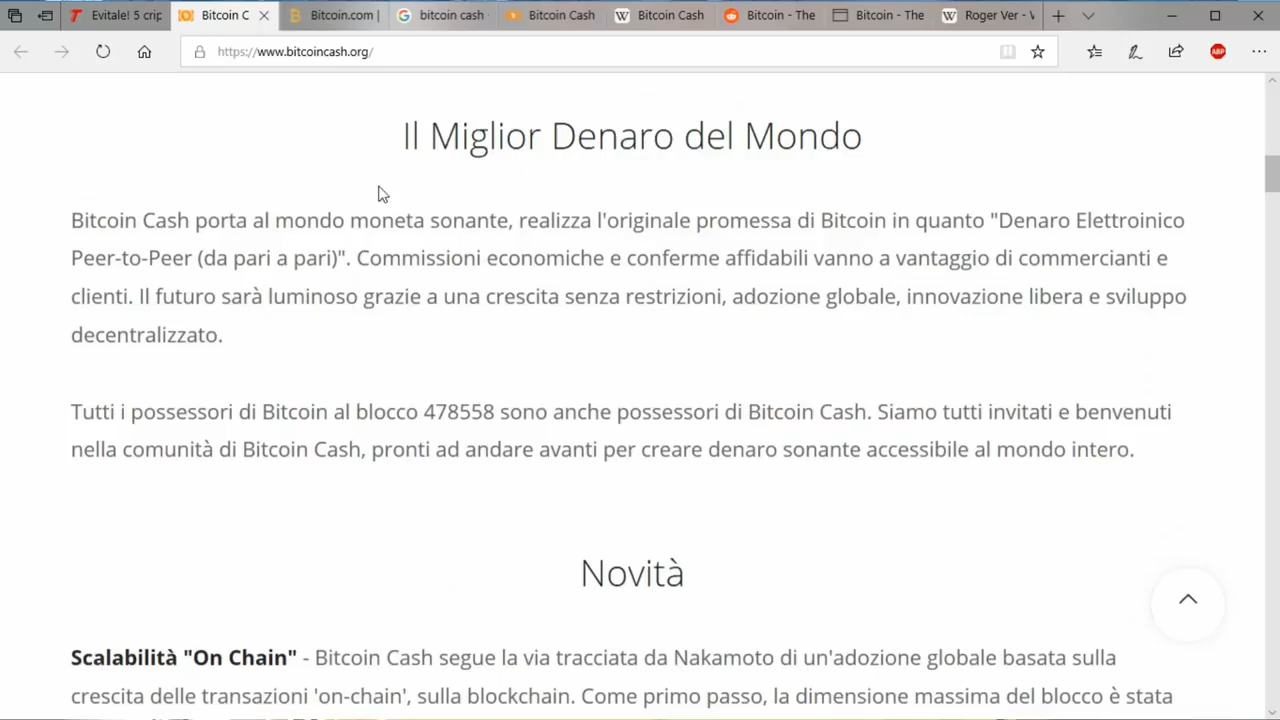 Evitale! 5 crip
Bitcoin C
Bitcoin.com |
bitcoin cash
Bitcoin Cash
Bitcoin Cash
Bitcoin - The
Bitcoin - The
Roger Ver - W
https://www.bitcoincash.org/
ABP
Il Miglior Denaro del Mondo
Bitcoin Cash porta al mondo moneta sonante, realizza l'originale promessa di Bitcoin in quanto "Denaro Elettroinico
Peer-to-Peer (da pari a pari)". Commissioni economiche e conferme affidabili vanno a vantaggio di commercianti e
clienti. Il futuro sarà luminoso grazie a una crescita senza restrizioni, adozione globale, innovazione libera e sviluppo
decentralizzato.
Tutti i possessori di Bitcoin al blocco 478558 sono anche possessori di Bitcoin Cash. Siamo tutti invitati e benvenuti
nella comunità di Bitcoin Cash, pronti ad andare avanti per creare denaro sonante accessibile al mondo intero.
Novità
Scalabilità "On Chain" - Bitcoin Cash segue la via tracciata da Nakamoto di un'adozione globale basata sulla
crescita delle transazioni 'on-chain', sulla blockchain. Come primo passo, la dimensione massima del blocco è stata